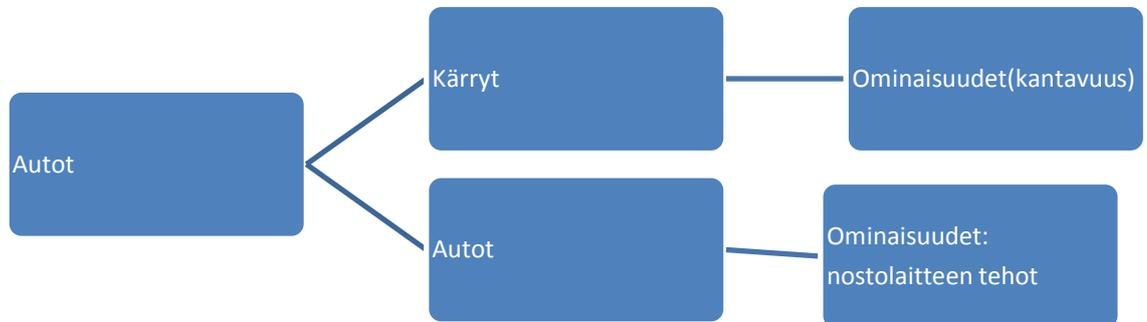 Autot
Kärryt
Ominaisuudet(kantavuus)
Autot
Ominaisuudet:
nostolaitteen tehot